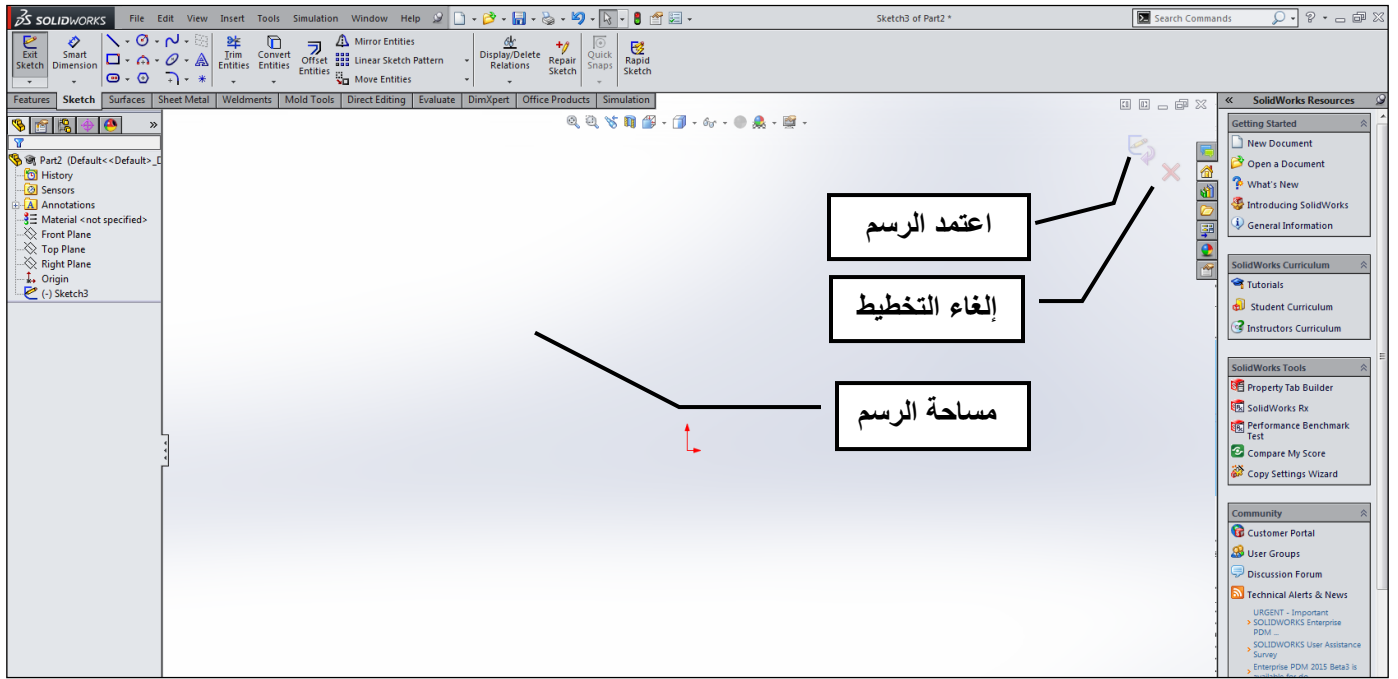 SOLIDWORKS File Edit View Insert Tools Simulation Window Help
Sketch3 of Part2 *
Search Commands
Exit Sketch
Smart Dimension
Trim Entities
Convert Entities
Offset Entities
Mirror Entities
Linear Sketch Pattern
Move Entities
Display/Delete Relations
Repair Sketch
Quick Snaps
Rapid Sketch
Features Sketch Surfaces Sheet Metal Weldments Mold Tools Direct Editing Evaluate DimXpert Office Products Simulation
Part2 (Default<<Default>_D
History
Sensors
Annotations
Material <not specified>
Front Plane
Top Plane
Right Plane
Origin
(-) Sketch3
اعتمد الرسم
إلغاء التخطيط
مساحة الرسم
SolidWorks Resources
Getting Started
New Document
Open a Document
What's New
Introducing SolidWorks
General Information
SolidWorks Curriculum
Tutorials
Student Curriculum
Instructors Curriculum
SolidWorks Tools
Property Tab Builder
SolidWorks Rx
Performance Benchmark
Test
Compare My Score
Copy Settings Wizard
Community
Customer Portal
User Groups
Discussion Forum
Technical Alerts & News
URGENT - Important
SOLIDWORKS Enterprise
PDM ...
SOLIDWORKS User Assistance
Survey
Enterprise PDM 2015 Beta3 is